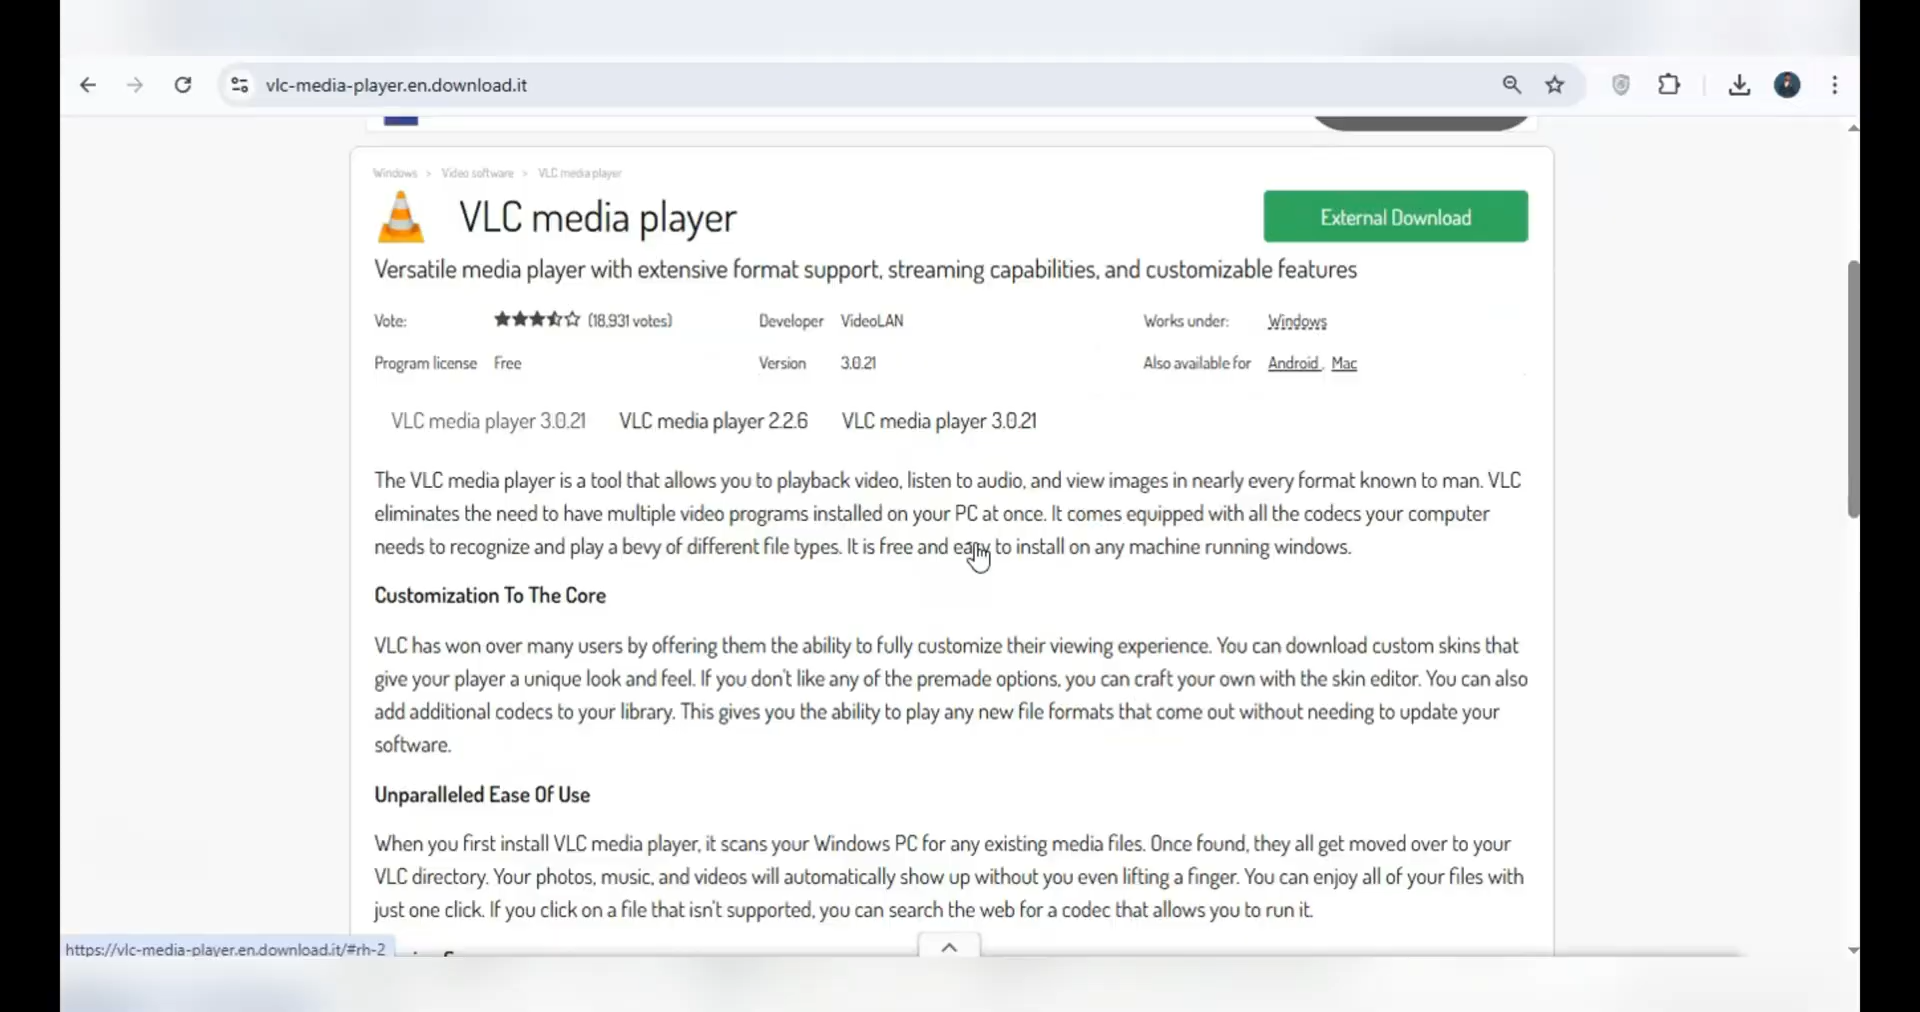 vlc-media-player.en.download.it
Windows > Video software > VLC media player
VLC media player
External Download
Versatile media player with extensive format support, streaming capabilities, and customizable features
Vote: (18,931 votes) Developer VideoLAN Works under: Windows
Program license Free Version 3.0.21 Also available for Android, Mac
VLC media player 3.0.21 VLC media player 2.2.6 VLC media player 3.0.21
The VLC media player is a tool that allows you to playback video, listen to audio, and view images in nearly every format known to man. VLC
eliminates the need to have multiple video programs installed on your PC at once. It comes equipped with all the codecs your computer
needs to recognize and play a bevy of different file types. It is free and easy to install on any machine running windows.
Customization To The Core
VLC has won over many users by offering them the ability to fully customize their viewing experience. You can download custom skins that
give your player a unique look and feel. If you don't like any of the premade options, you can craft your own with the skin editor. You can also
add additional codecs to your library. This gives you the ability to play any new file formats that come out without needing to update your
software.
Unparalleled Ease Of Use
When you first install VLC media player, it scans your Windows PC for any existing media files. Once found, they all get moved over to your
VLC directory. Your photos, music, and videos will automatically show up without you even lifting a finger. You can enjoy all of your files with
just one click. If you click on a file that isn't supported, you can search the web for a codec that allows you to run it.
https://vlc-media-player.en.download.it/#rh-2